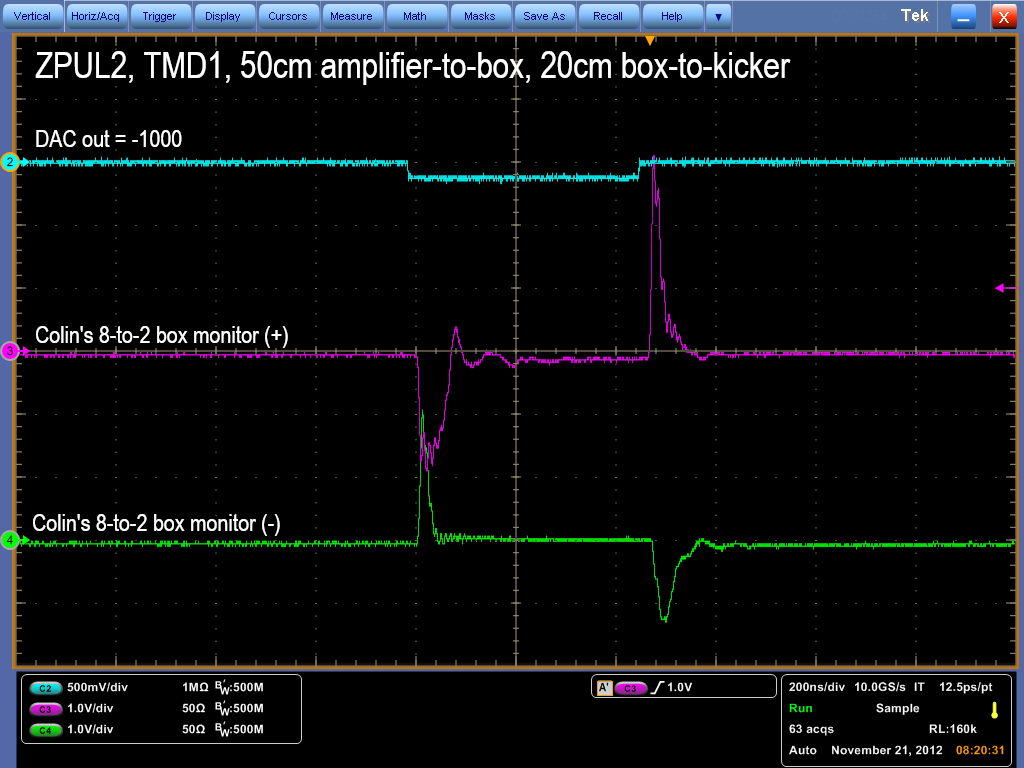 Vertical Horiz/Acq Trigger Display Cursors Measure Math Masks Save As Recall Help Tek X
ZPUL2, TMD1, 50cm amplifier-to-box, 20cm box-to-kicker
DAC out = -1000
2
Colin's 8-to-2 box monitor (+)
3
Colin's 8-to-2 box monitor (-)
4
C2 500mV/div 1MΩ BW:500M
C3 1.0V/div 50Ω BW:500M
C4 1.0V/div 50Ω BW:500M
A' C3 1.0V
200ns/div 10.0GS/s IT 12.5ps/pt
Run Sample
63 acqs RL:160k
Auto November 21, 2012 08:20:31